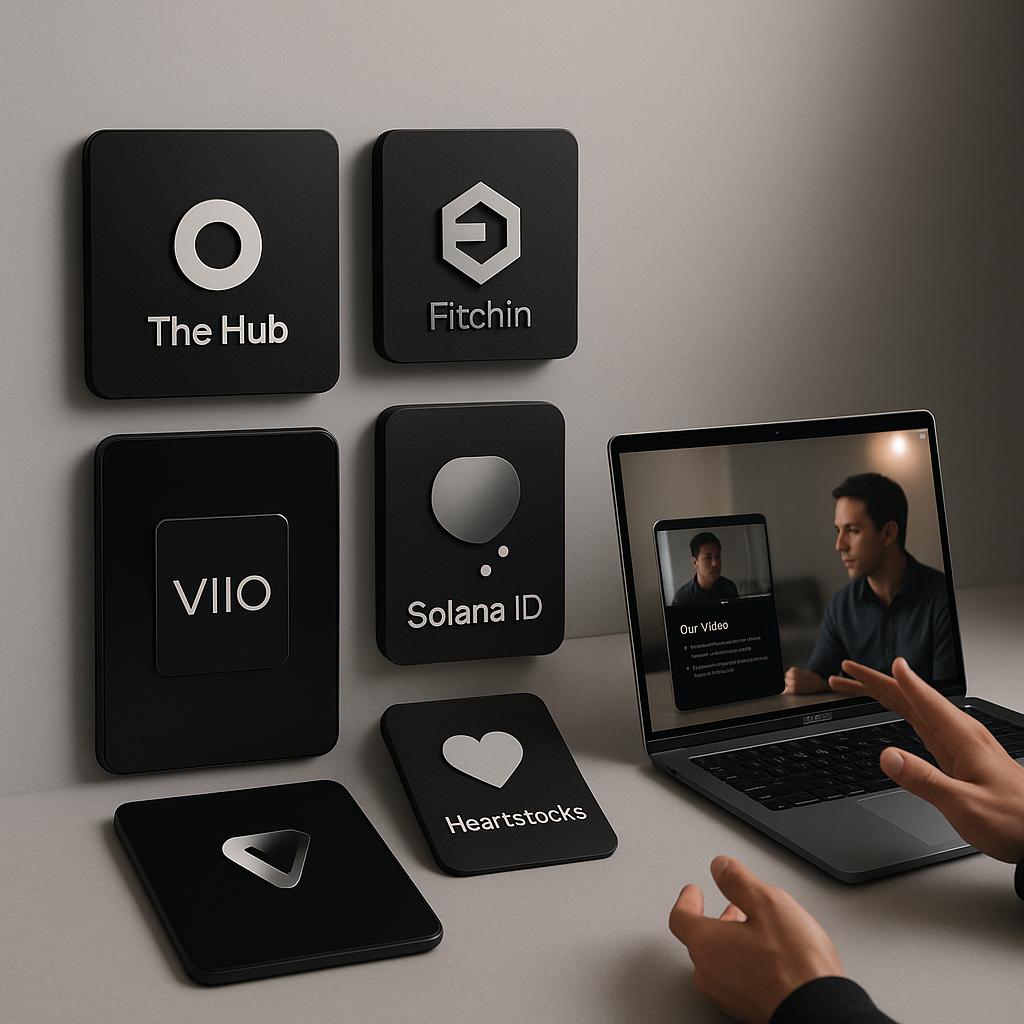 The Hub
Fitchin
VIIO
Solana ID
Heartstocks
Our Video